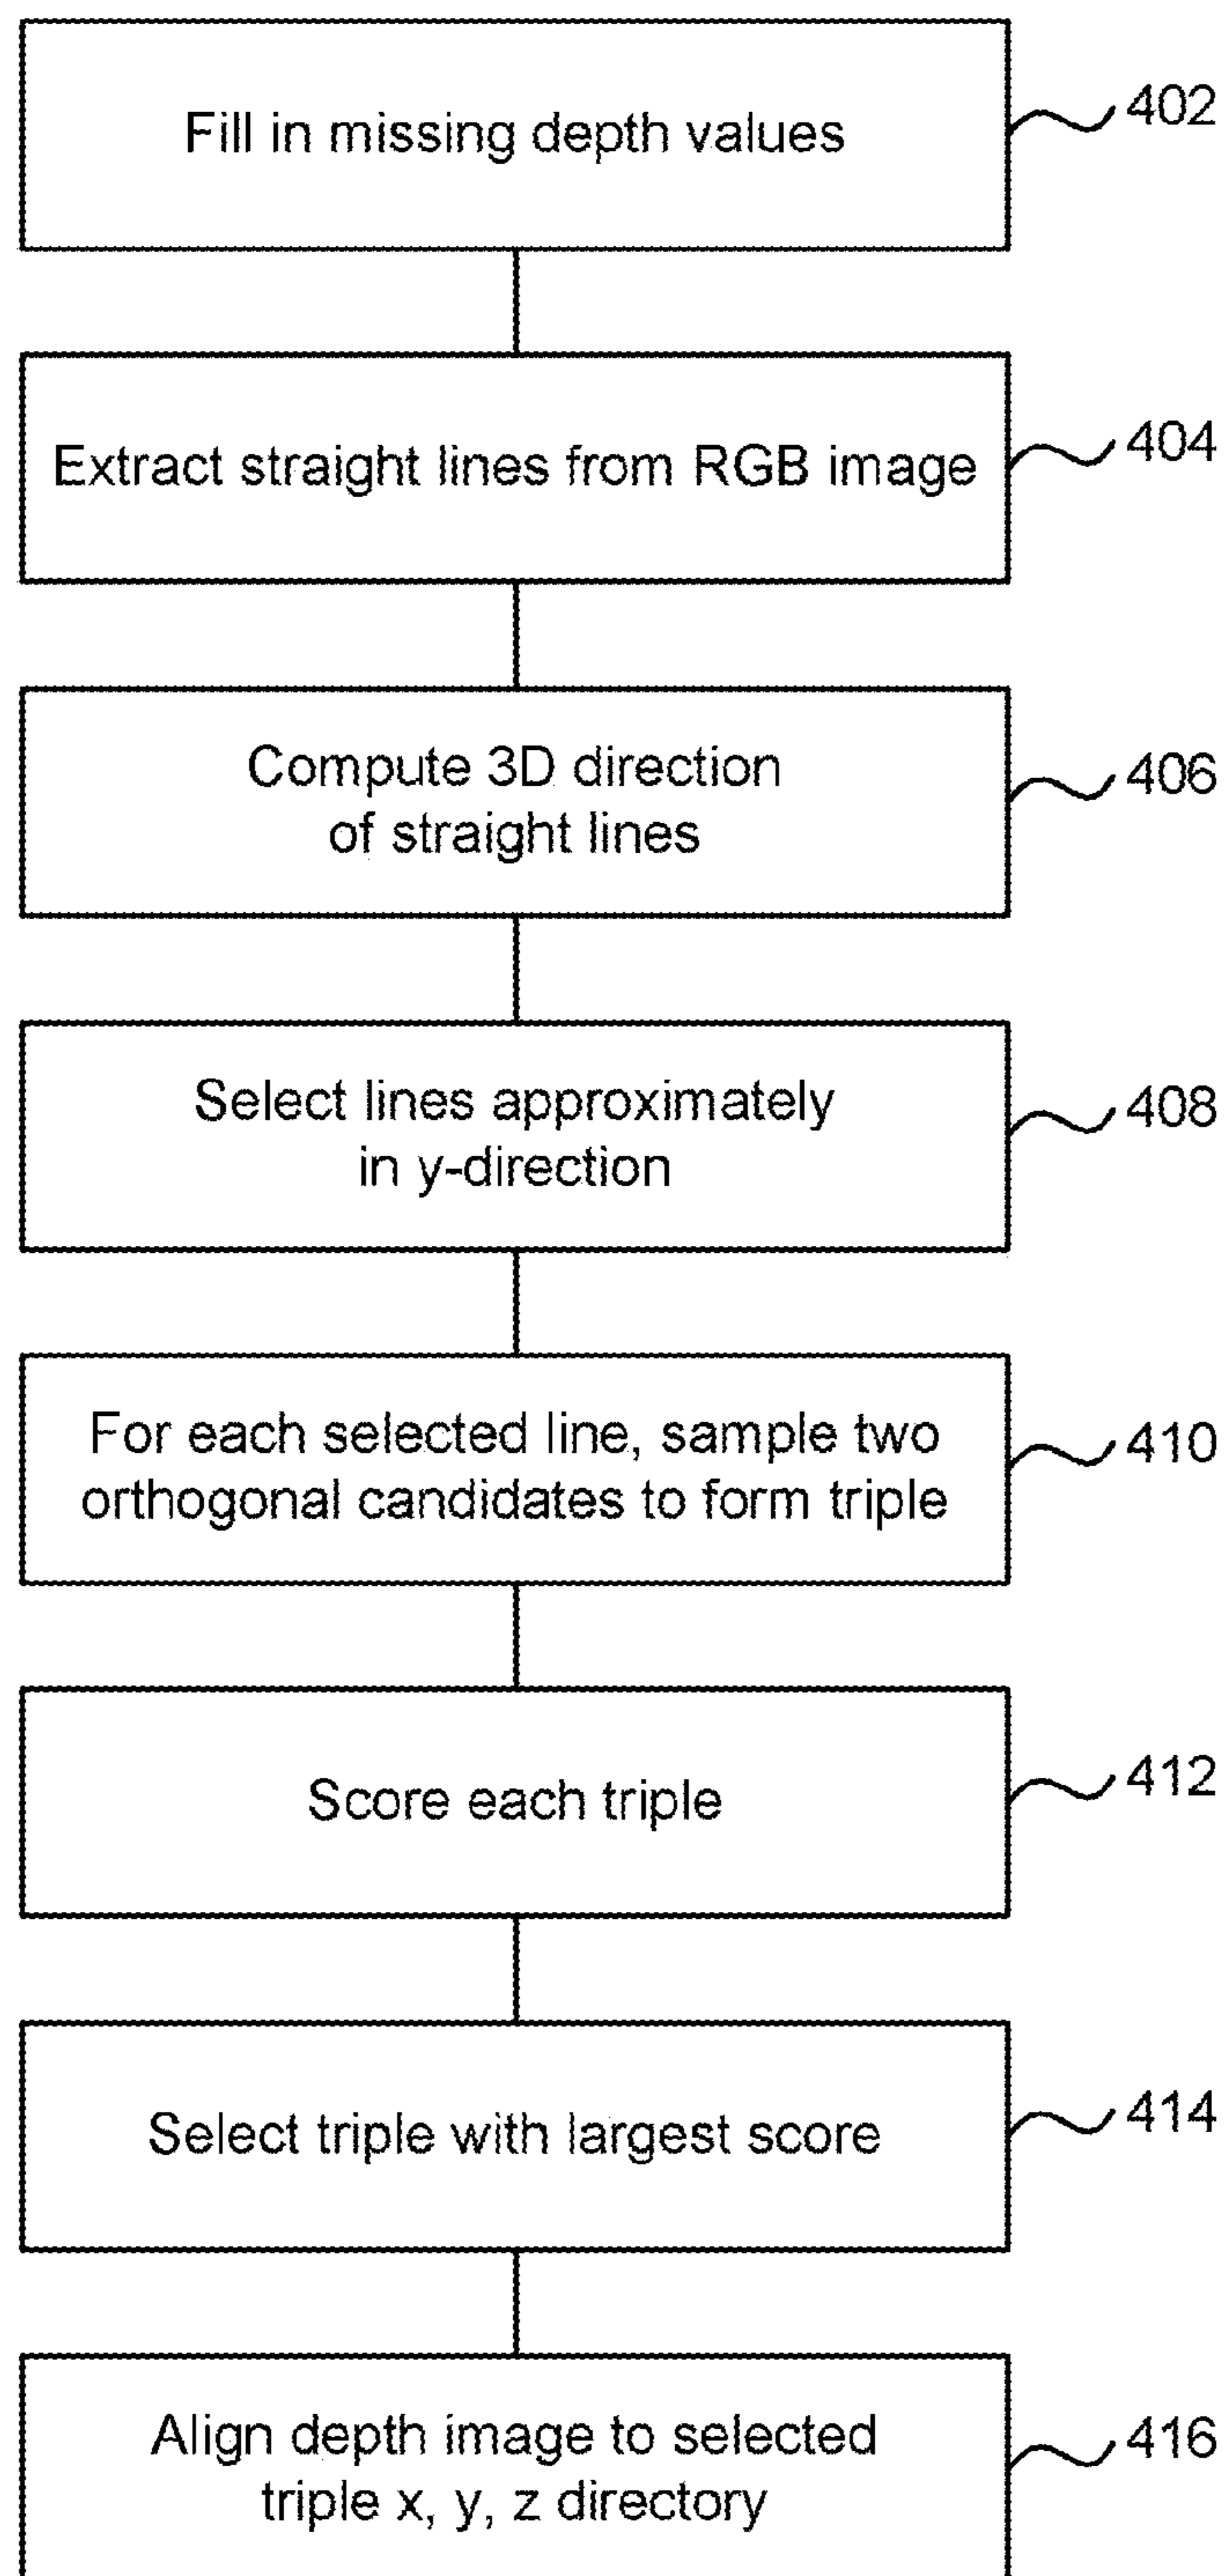 Fill in missing depth values
402
Extract straight lines from RGB image
404
Compute 3D direction
of straight lines
406
Select lines approximately
in y-direction
408
For each selected line, sample two
orthogonal candidates to form triple
410
Score each triple
412
Select triple with largest score
414
Align depth image to selected
triple x, y, z directory
416